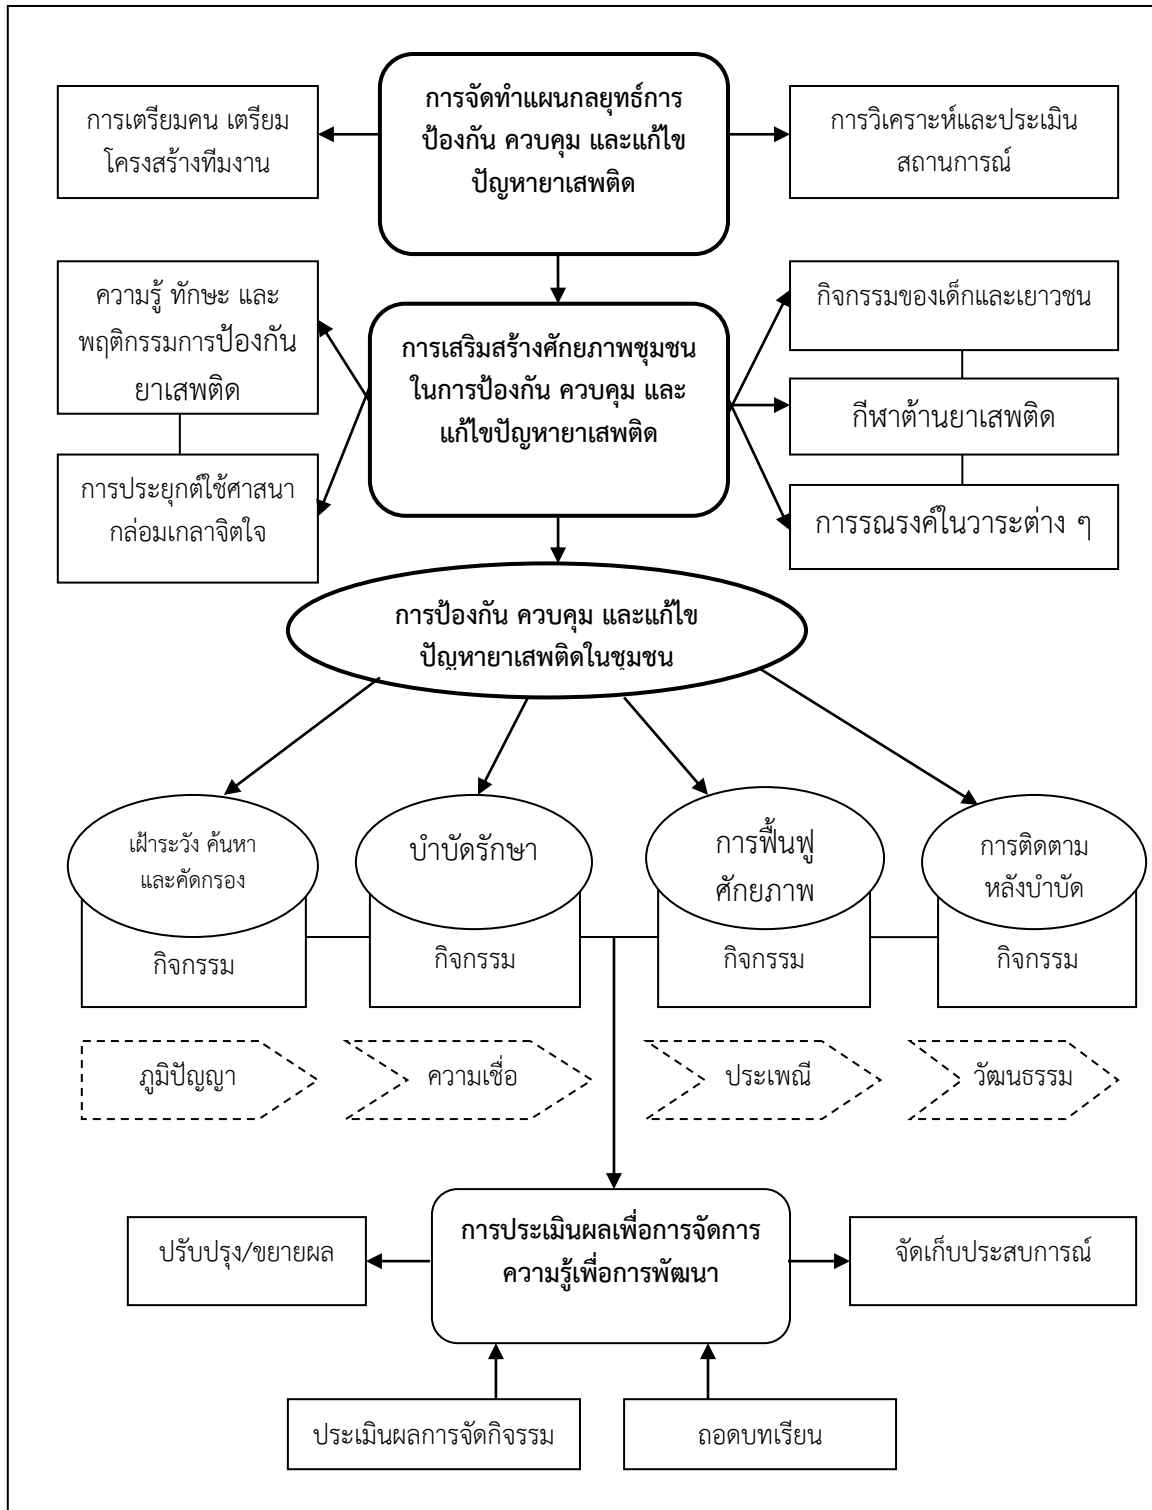 การจัดทำแผนกลยุทธ์การ
ป้องกัน ควบคุม และแก้ไข
ปัญหายาเสพติด
การเตรียมคน เตรียม
โครงสร้างทีมงาน
การวิเคราะห์และประเมิน
สถานการณ์
ความรู้ ทักษะ และ
พฤติกรรมการป้องกัน
ยาเสพติด
การเสริมสร้างศักยภาพชุมชน
ในการป้องกัน ควบคุม และ
แก้ไขปัญหายาเสพติด
กิจกรรมของเด็กและเยาวชน
กีฬาต้านยาเสพติด
การประยุกต์ใช้ศาสนา
กล่อมเกลาจิตใจ
การรณรงค์ในวาระต่าง ๆ
การป้องกัน ควบคุม และแก้ไข
ปัญหายาเสพติดในชุมชน
เฝ้าระวัง ค้นหา
และคัดกรอง
บำบัดรักษา
การฟื้นฟู
ศักยภาพ
การติดตาม
หลังบำบัด
กิจกรรม
กิจกรรม
กิจกรรม
กิจกรรม
ภูมิปัญญา
ความเชื่อ
ประเพณี
วัฒนธรรม
การประเมินผลเพื่อการจัดการ
ความรู้เพื่อการพัฒนา
ปรับปรุง/ขยายผล
จัดเก็บประสบการณ์
ประเมินผลการจัดกิจรรม
ถอดบทเรียน